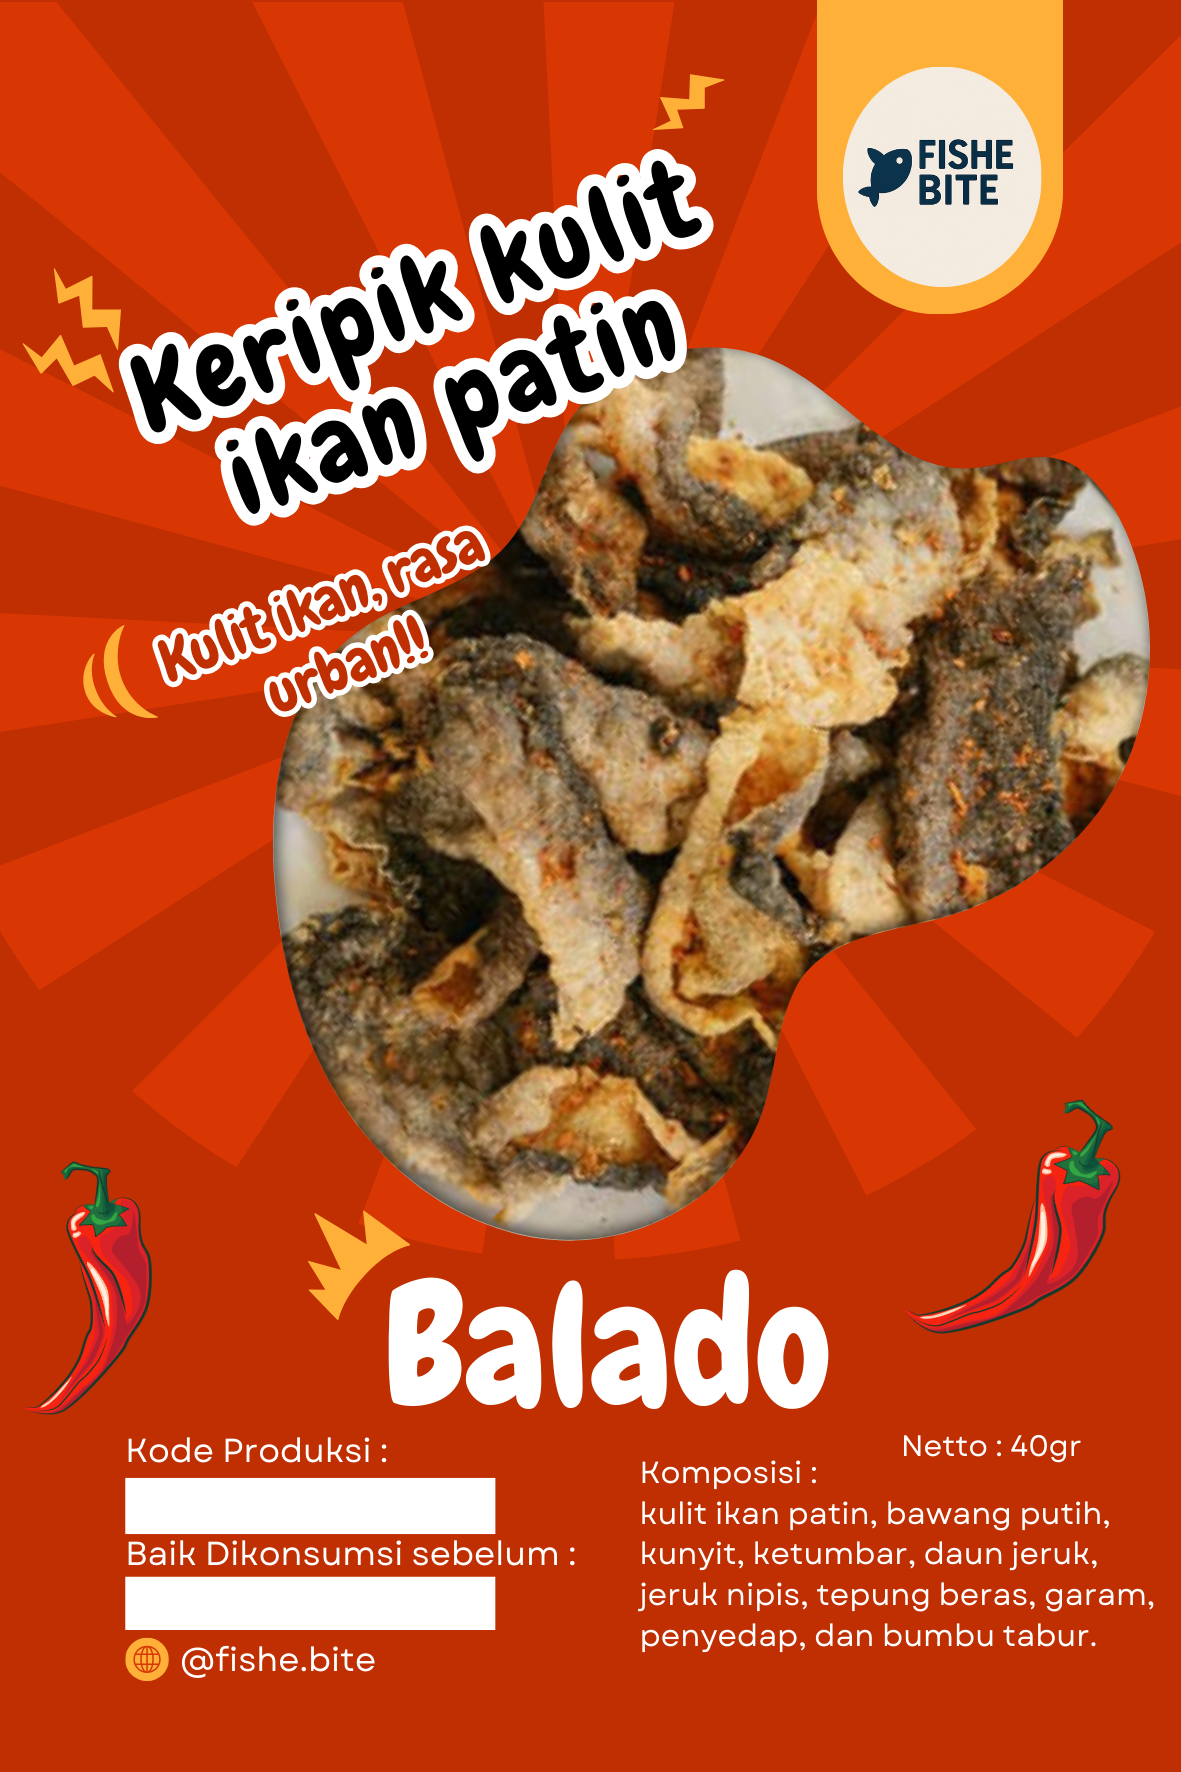 FISHE
BITE
Keripik kulit
ikan patin
Kulit ikan, rasa
urban!!
Balado
Kode Produksi :
Baik Dikonsumsi sebelum :
@fishe.bite
Netto : 40gr
Komposisi :
kulit ikan patin, bawang putih,
kunyit, ketumbar, daun jeruk,
jeruk nipis, tepung beras, garam,
penyedap, dan bumbu tabur.